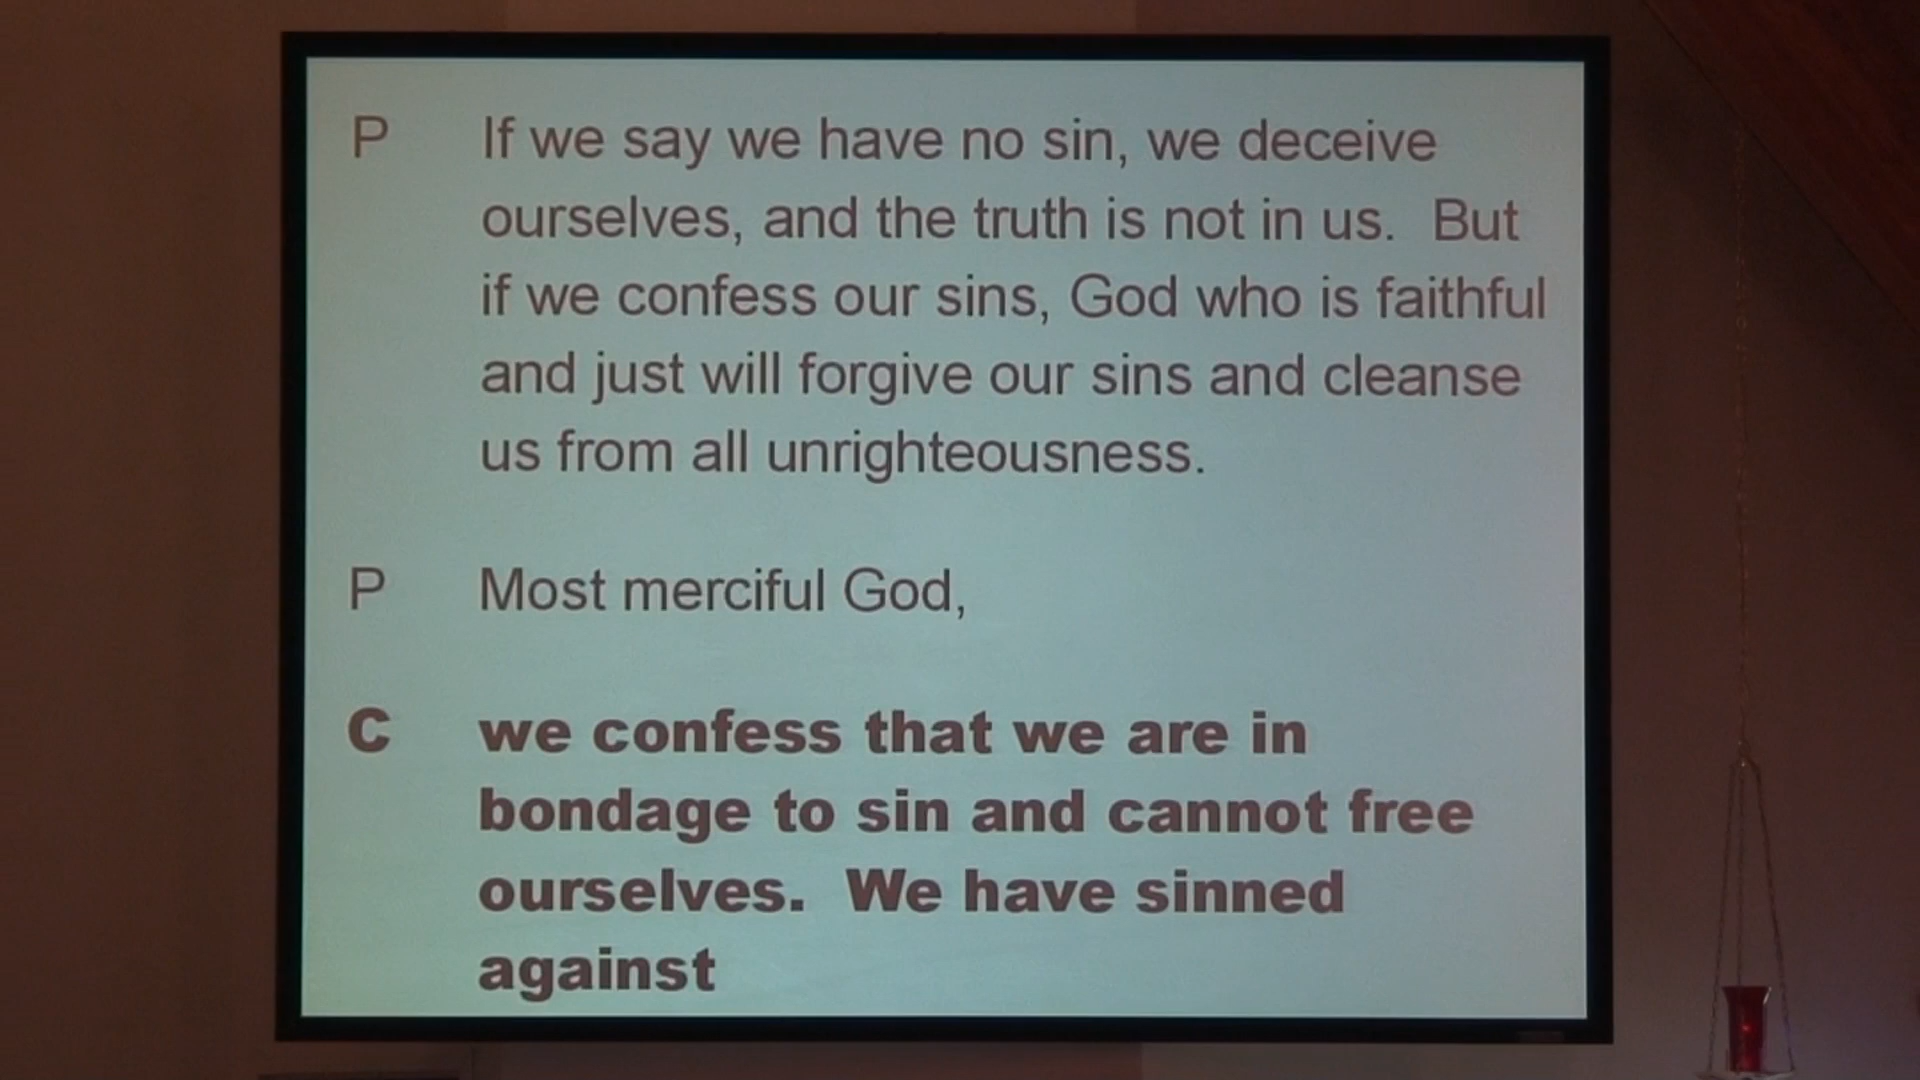 P If we say we have no sin, we deceive
ourselves, and the truth is not in us.  But
if we confess our sins, God who is faithful
and just will forgive our sins and cleanse
us from all unrighteousness.
P Most merciful God,
C we confess that we are in
bondage to sin and cannot free
ourselves.  We have sinned
against